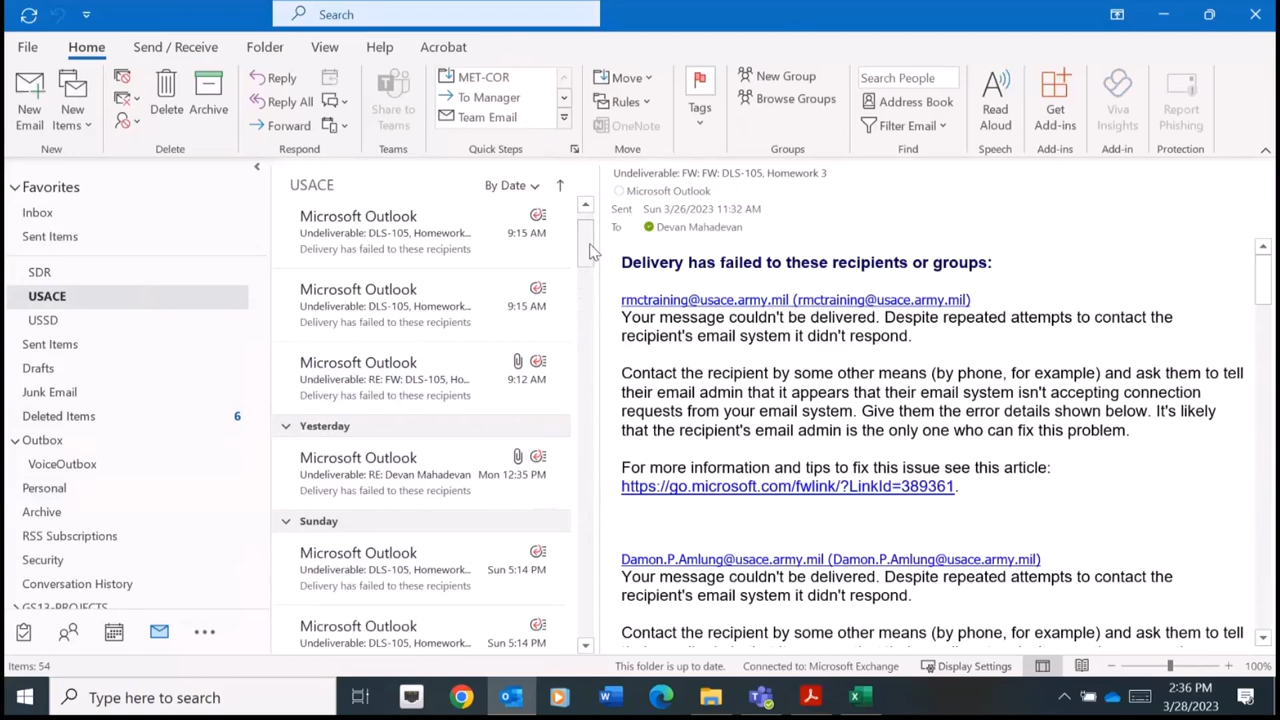 Search
File Home Send / Receive Folder View Help Acrobat
New Email
New Items
Delete
Archive
Reply
Reply All
Forward
Share to Teams
MET-COR
To Manager
Team Email
Move
Rules
OneNote
Tags
New Group
Browse Groups
Search People
Address Book
Filter Email
Read Aloud
Get Add-ins
Viva Insights
Report Phishing
New Delete Respond Teams Quick Steps Move Groups Find Speech Add-ins Add-in Protection
Favorites
Inbox
Sent Items
SDR
USACE
USSD
Sent Items
Drafts
Junk Email
Deleted Items 6
Outbox
VoiceOutbox
Personal
Archive
RSS Subscriptions
Security
Conversation History
GS13-PROJECTS
USACE By Date
Microsoft Outlook
Undeliverable: DLS-105, Homework... 9:15 AM
Delivery has failed to these recipients
Microsoft Outlook
Undeliverable: DLS-105, Homework... 9:15 AM
Delivery has failed to these recipients
Microsoft Outlook
Undeliverable: RE: FW: DLS-105, Ho... 9:12 AM
Delivery has failed to these recipients
Yesterday
Microsoft Outlook
Undeliverable: RE: Devan Mahadevan Mon 12:35 PM
Delivery has failed to these recipients
Sunday
Microsoft Outlook
Undeliverable: DLS-105, Homework... Sun 5:14 PM
Delivery has failed to these recipients
Microsoft Outlook
Undeliverable: DLS-105, Homework... Sun 5:14 PM
Undeliverable: FW: FW: DLS-105, Homework 3
Microsoft Outlook
Sent Sun 3/26/2023 11:32 AM
To Devan Mahadevan
Delivery has failed to these recipients or groups:
rmctraining@usace.army.mil (rmctraining@usace.army.mil)
Your message couldn't be delivered. Despite repeated attempts to contact the
recipient's email system it didn't respond.
Contact the recipient by some other means (by phone, for example) and ask them to tell
their email admin that it appears that their email system isn't accepting connection
requests from your email system. Give them the error details shown below. It's likely
that the recipient's email admin is the only one who can fix this problem.
For more information and tips to fix this issue see this article:
https://go.microsoft.com/fwlink/?LinkId=389361.
Damon.P.Amlung@usace.army.mil (Damon.P.Amlung@usace.army.mil)
Your message couldn't be delivered. Despite repeated attempts to contact the
recipient's email system it didn't respond.
Contact the recipient by some other means (by phone, for example) and ask them to tell
Items: 54 This folder is up to date. Connected to: Microsoft Exchange Display Settings 100%
Type here to search
2:36 PM
3/28/2023